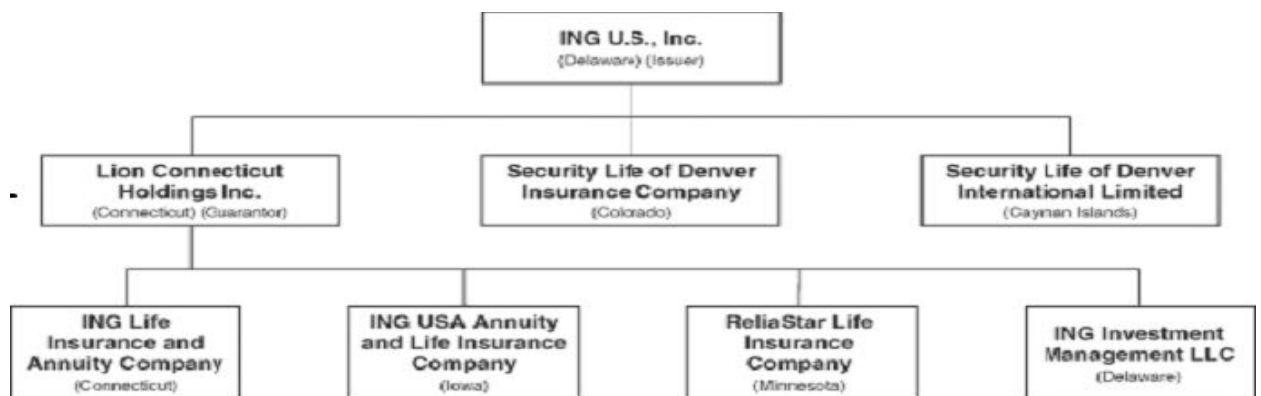 ING U.S., Inc.
(Delaware) (Issuer)
Lion Connecticut
Holdings Inc.
(Connecticut) (Guarantor)
Security Life of Denver
Insurance Company
(Colorado)
Security Life of Denver
International Limited
(Cayman Islands)
ING Life
Insurance and
Annuity Company
(Connecticut)
ING USA Annuity
and Life Insurance
Company
(Iowa)
ReliaStar Life
Insurance
Company
(Minnesota)
ING Investment
Management LLC
(Delaware)